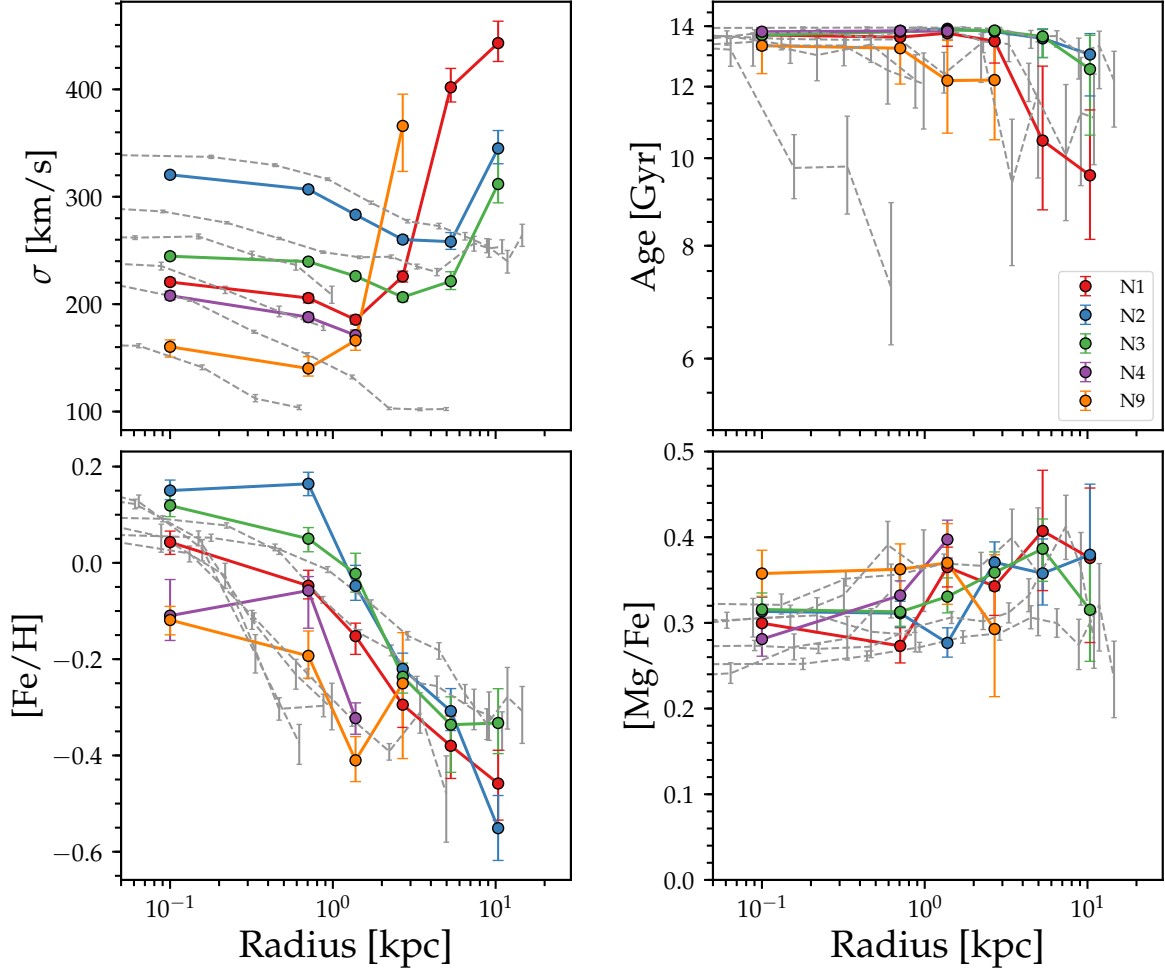 400
300
200
100
σ [km/s]
14
12
10
8
6
Age [Gyr]
N1
N2
N3
N4
N9
0.2
0.0
−0.2
−0.4
−0.6
[Fe/H]
10⁻¹
10⁰
10¹
Radius [kpc]
0.5
0.4
0.3
0.2
0.1
0.0
[Mg/Fe]
10⁻¹
10⁰
10¹
Radius [kpc]